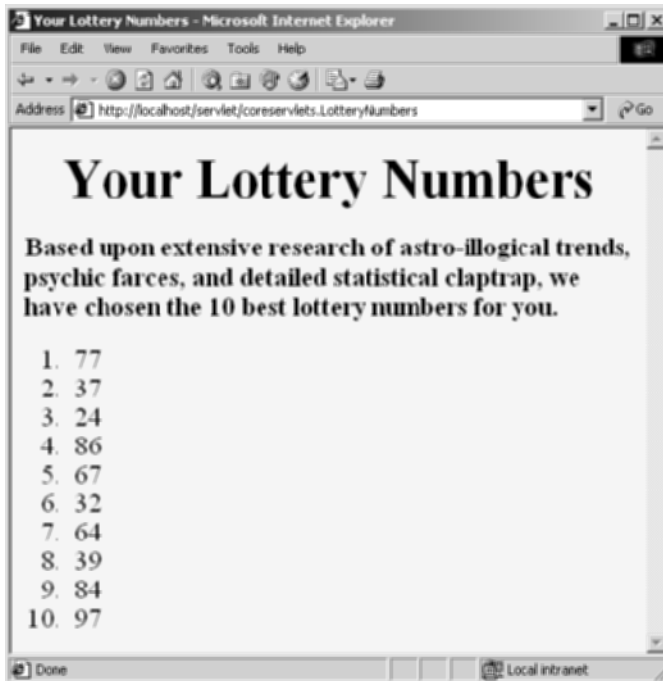 Your Lottery Numbers - Microsoft Internet Explorer
File Edit View Favorites Tools Help
Address http://localhost/servlet/coreservlets.LotteryNumbers Go
Your Lottery Numbers
Based upon extensive research of astro-illogical trends,
psychic farces, and detailed statistical claptrap, we
have chosen the 10 best lottery numbers for you.
1. 77
2. 37
3. 24
4. 86
5. 67
6. 32
7. 64
8. 39
9. 84
10. 97
Done Local intranet